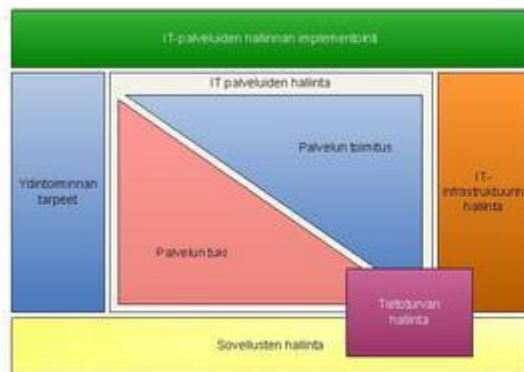 IT-palveluiden hallinnan implementointi
IT palveluiden hallinta
Ydintoiminnan
tarpeet
Palvelun toimitus
Palvelun tuki
IT-
infrastruktuurin
hallinta
Tietoturvan
hallinta
Sovellusten hallinta